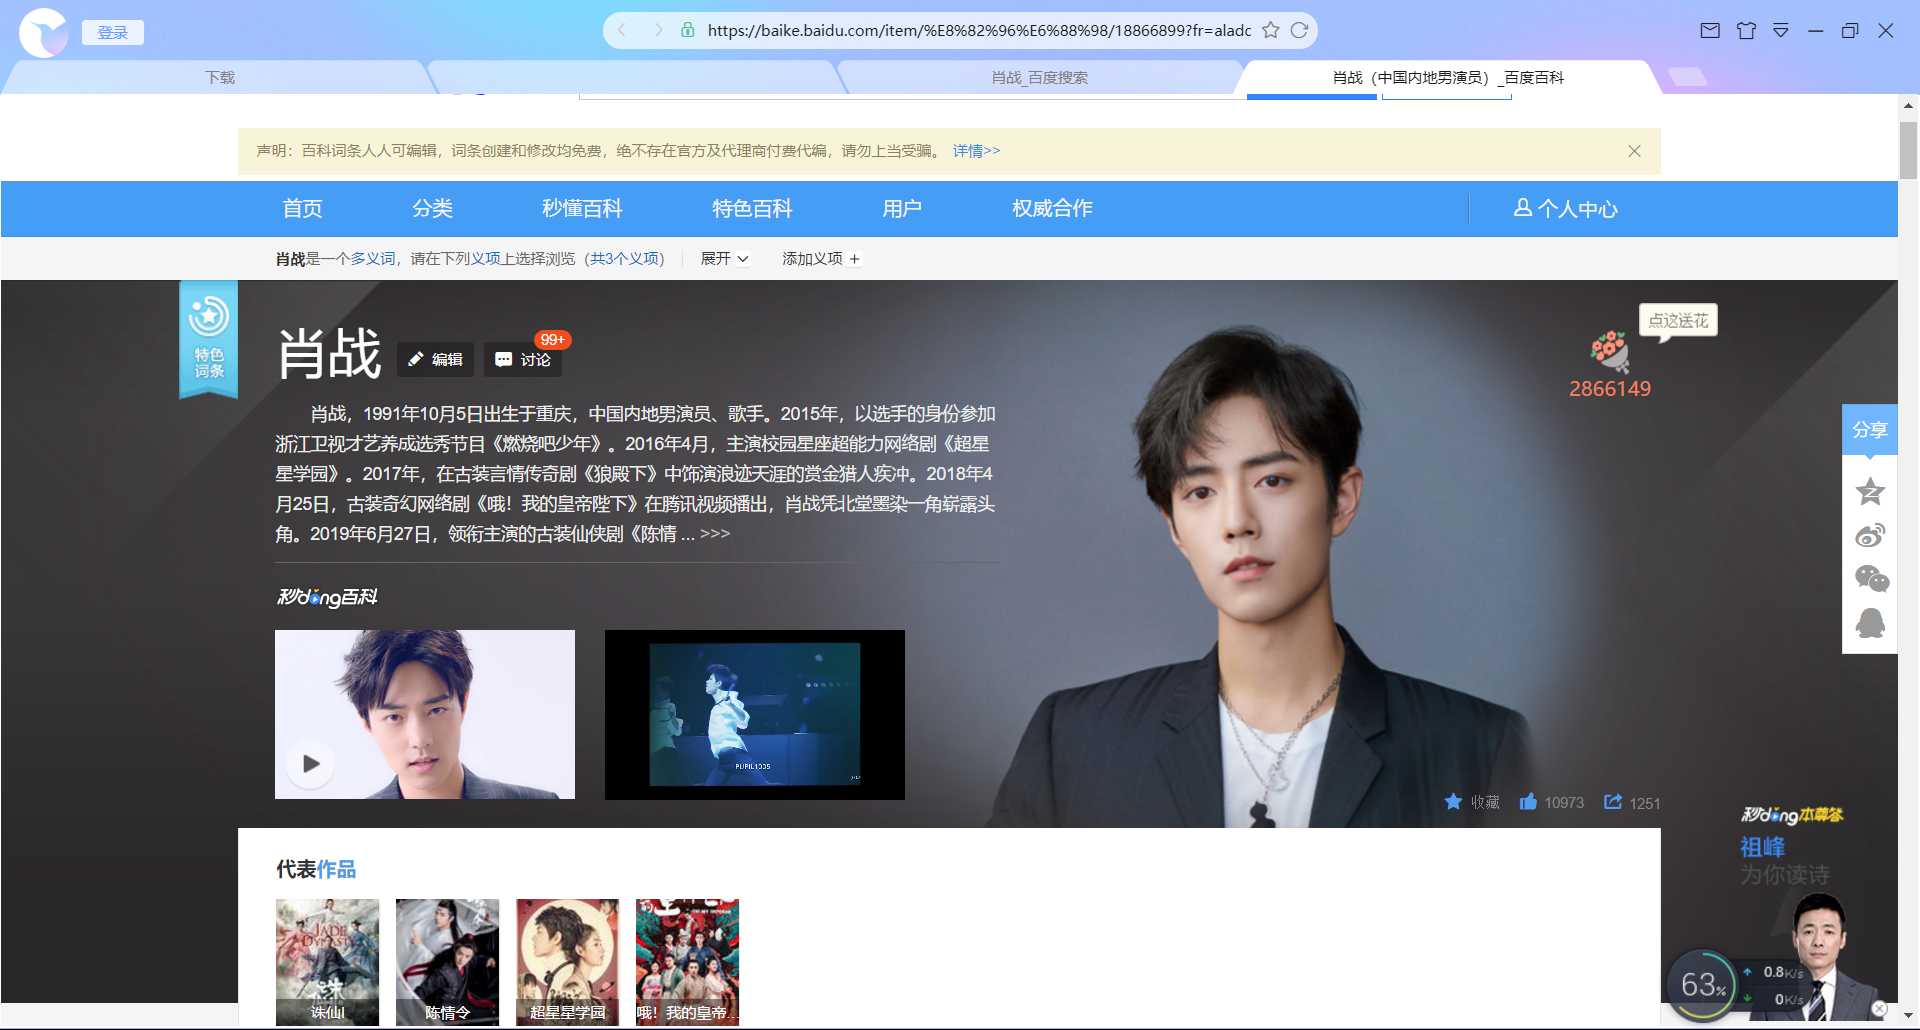 登录
https://baike.baidu.com/item/%E8%82%96%E6%88%98/18866899?fr=aladc
下载
肖战_百度搜索
肖战（中国内地男演员）_百度百科
声明：百科词条人人可编辑，词条创建和修改均免费，绝不存在官方及代理商付费代编，请勿上当受骗。 详情>>
首页 分类 秒懂百科 特色百科 用户 权威合作 个人中心
肖战是一个多义词，请在下列义项上选择浏览（共3个义项） 展开 添加义项
特色
词条
肖战
编辑
讨论
99+
点这送花
2866149
肖战，1991年10月5日出生于重庆，中国内地男演员、歌手。2015年，以选手的身份参加
浙江卫视才艺养成选秀节目《燃烧吧少年》。2016年4月，主演校园星座超能力网络剧《超星
星学园》。2017年，在古装言情传奇剧《狼殿下》中饰演浪迹天涯的赏金猎人疾冲。2018年4
月25日，古装奇幻网络剧《哦！我的皇帝陛下》在腾讯视频播出，肖战凭北堂墨染一角崭露头
角。2019年6月27日，领衔主演的古装仙侠剧《陈情 ... >>>
分享
秒dong百科
PUPIL1005
收藏 10973 1251
秒dong本尊答
祖峰
为你读诗
代表作品
JADE
DYNASTY
诛
诛仙I
陈情令
超星星学园
哦！我的皇帝...
63%
0.8K/s
0K/s